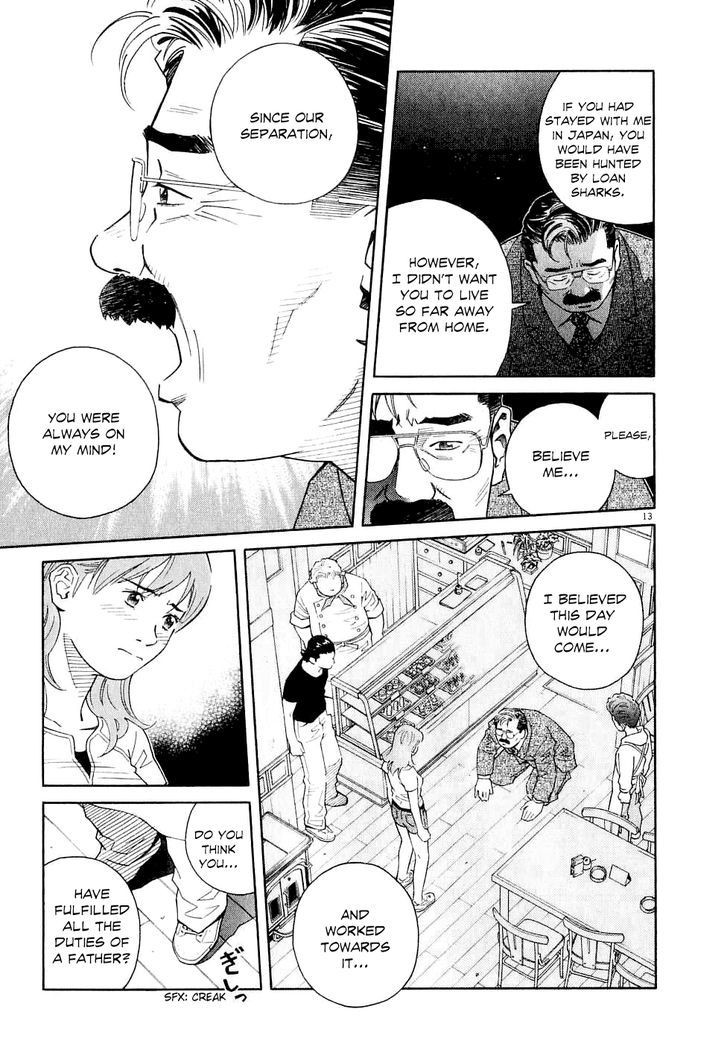 IF YOU HAD
STAYED WITH ME
IN JAPAN, YOU
WOULD HAVE
BEEN HUNTED
BY LOAN
SHARKS.
HOWEVER,
I DIDN'T WANT
YOU TO LIVE
SO FAR AWAY
FROM HOME.
SINCE OUR
SEPARATION,
YOU WERE
ALWAYS ON
MY MIND!
PLEASE,
BELIEVE
ME...
13
I BELIEVED
THIS DAY
WOULD
COME...
AND
WORKED
TOWARDS
IT...
DO YOU
THINK
YOU...
HAVE
FULFILLED
ALL THE
DUTIES OF
A FATHER?
ぎしっ
SFX: CREAK